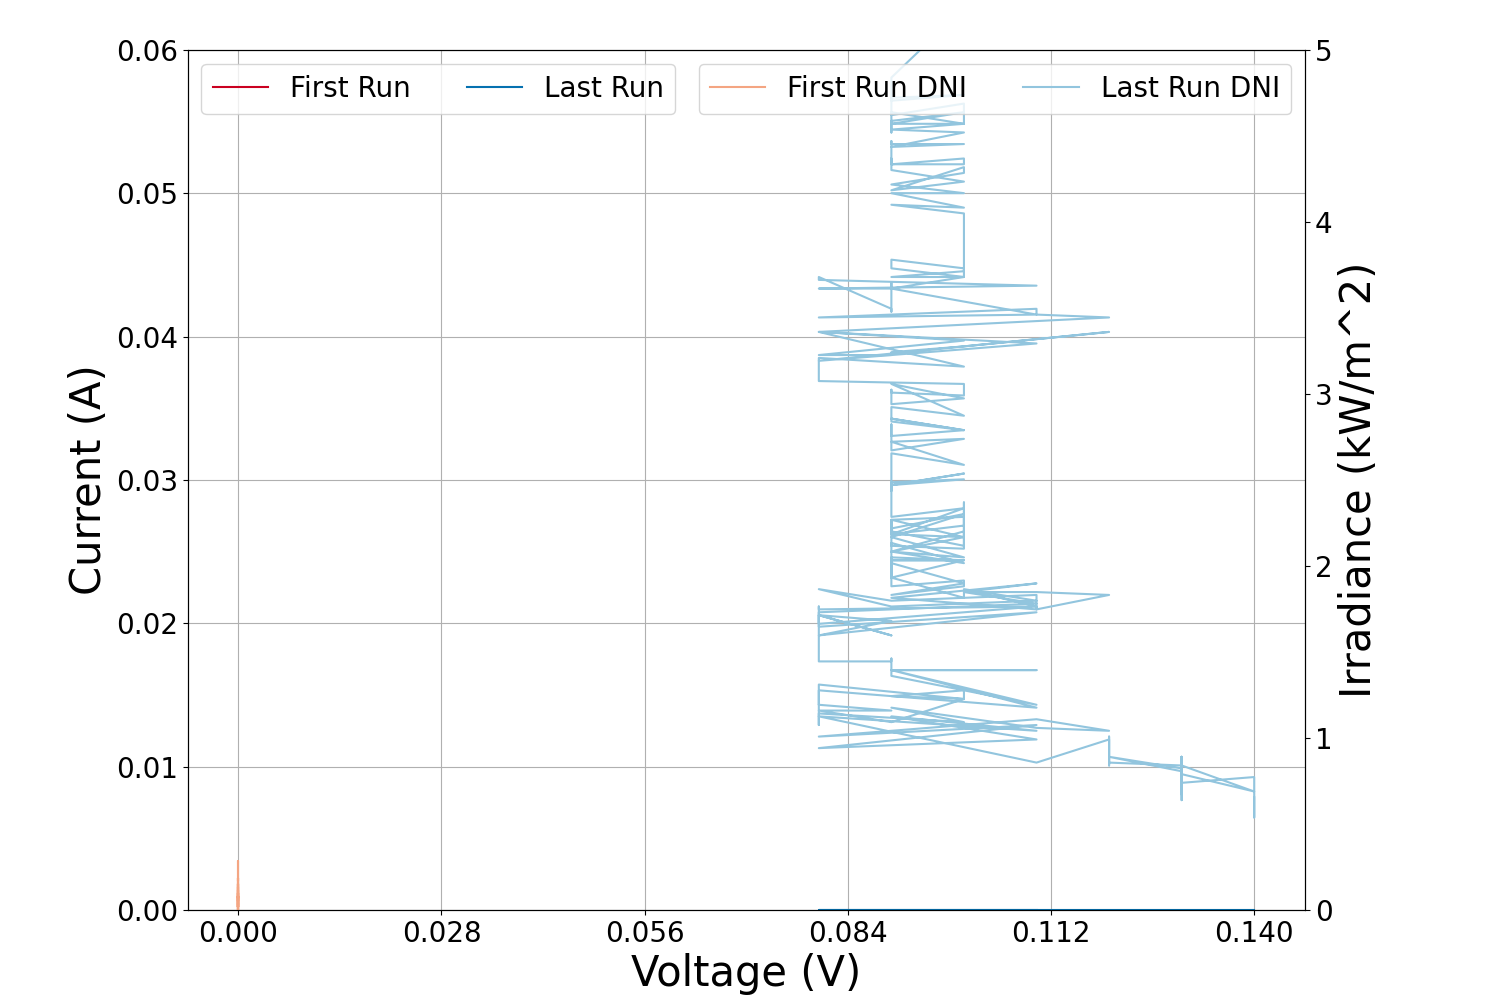 First Run
Last Run
First Run DNI
Last Run DNI
0.06
0.05
0.04
0.03
0.02
0.01
0.00
Current (A)
5
4
3
2
1
0
Irradiance (kW/m^2)
0.000
0.028
0.056
0.084
0.112
0.140
Voltage (V)